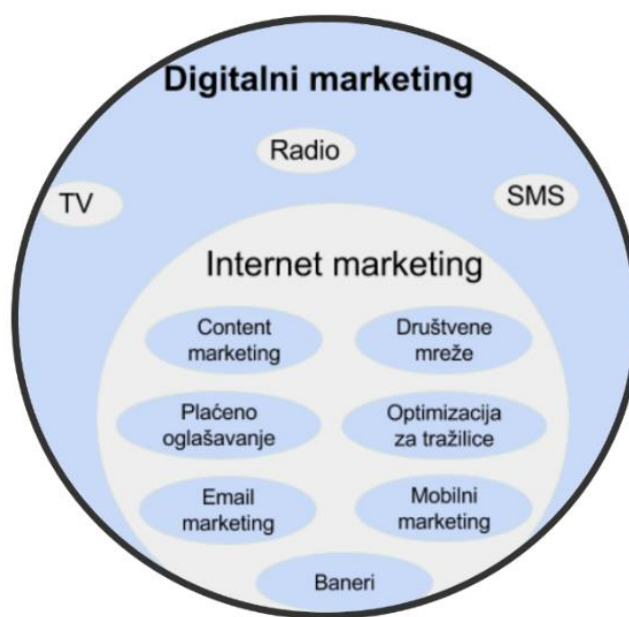 Digitalni marketing
Radio
TV
SMS
Internet marketing
Content
marketing
Društvene
mreže
Plaćeno
oglašavanje
Optimizacija
za tražilice
Email
marketing
Mobilni
marketing
Baneri